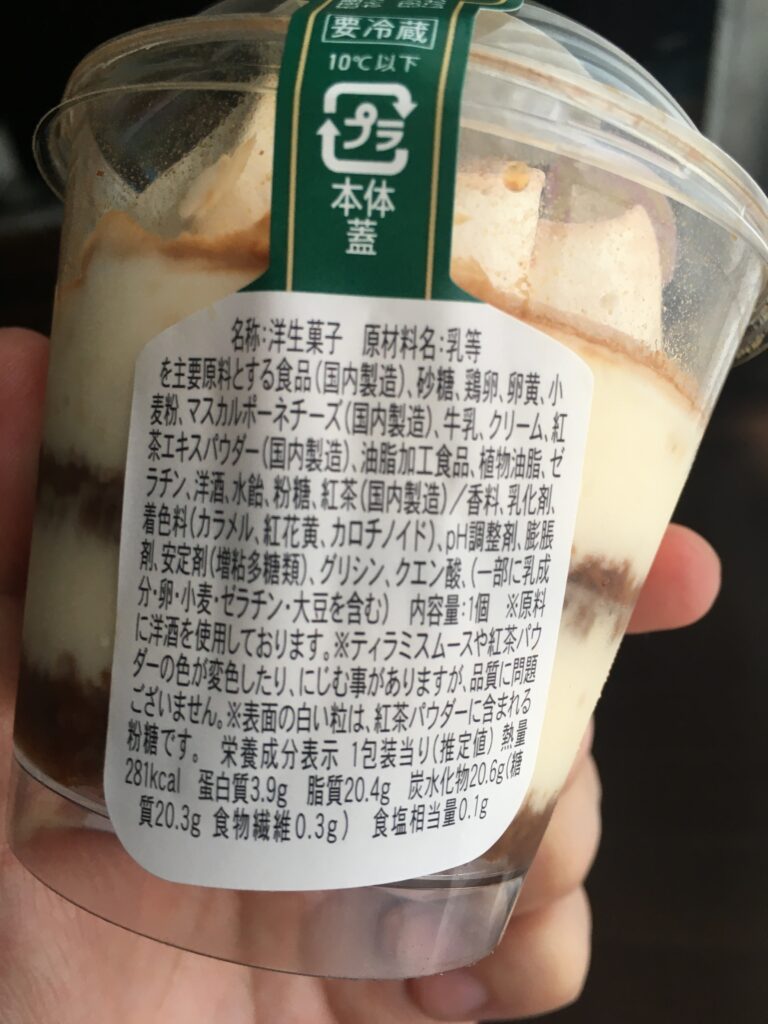 要冷蔵
10℃以下
プラ
本体
蓋
名称:洋生菓子 原材料名:乳等
を主要原料とする食品(国内製造)、砂糖、鶏卵、卵黄、小
麦粉、マスカルポーネチーズ(国内製造)、牛乳、クリーム、紅
茶エキスパウダー(国内製造)、油脂加工食品、植物油脂、ゼ
ラチン、洋酒、水飴、粉糖、紅茶(国内製造)/香料、乳化剤、
着色料(カラメル、紅花黄、カロチノイド)、pH調整剤、膨脹
剤、安定剤(増粘多糖類)、グリシン、クエン酸、(一部に乳成
分・卵・小麦・ゼラチン・大豆を含む) 内容量:1個 ※原料
に洋酒を使用しております。※ティラミスムースや紅茶パウ
ダーの色が変色したり、にじむ事がありますが、品質に問題
ございません。※表面の白い粒は、紅茶パウダーに含まれる
粉糖です。 栄養成分表示 1包装当り(推定値) 熱量
281kcal 蛋白質3.9g 脂質20.4g 炭水化物20.6g(糖
質20.3g 食物繊維0.3g) 食塩相当量0.1g